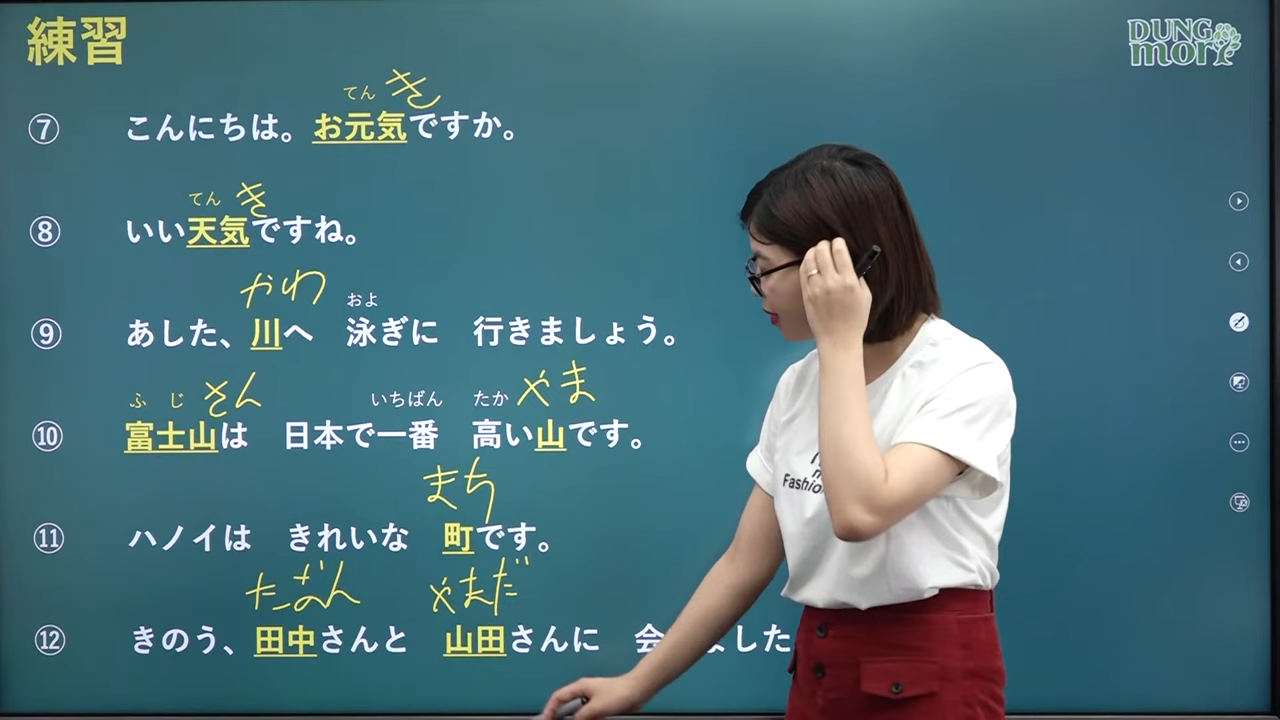 練習
DUNG
mori
てん き
⑦ こんにちは。お元気ですか。
てん き
⑧ いい天気ですね。
かわ およ
⑨ あした、川へ 泳ぎに 行きましょう。
ふ じ さん いちばん たか やま
⑩ 富士山は 日本で一番 高い山です。
まち
⑪ ハノイは きれいな 町です。
やまだ
⑫ きのう、田中さんと 山田さんに 会 ました